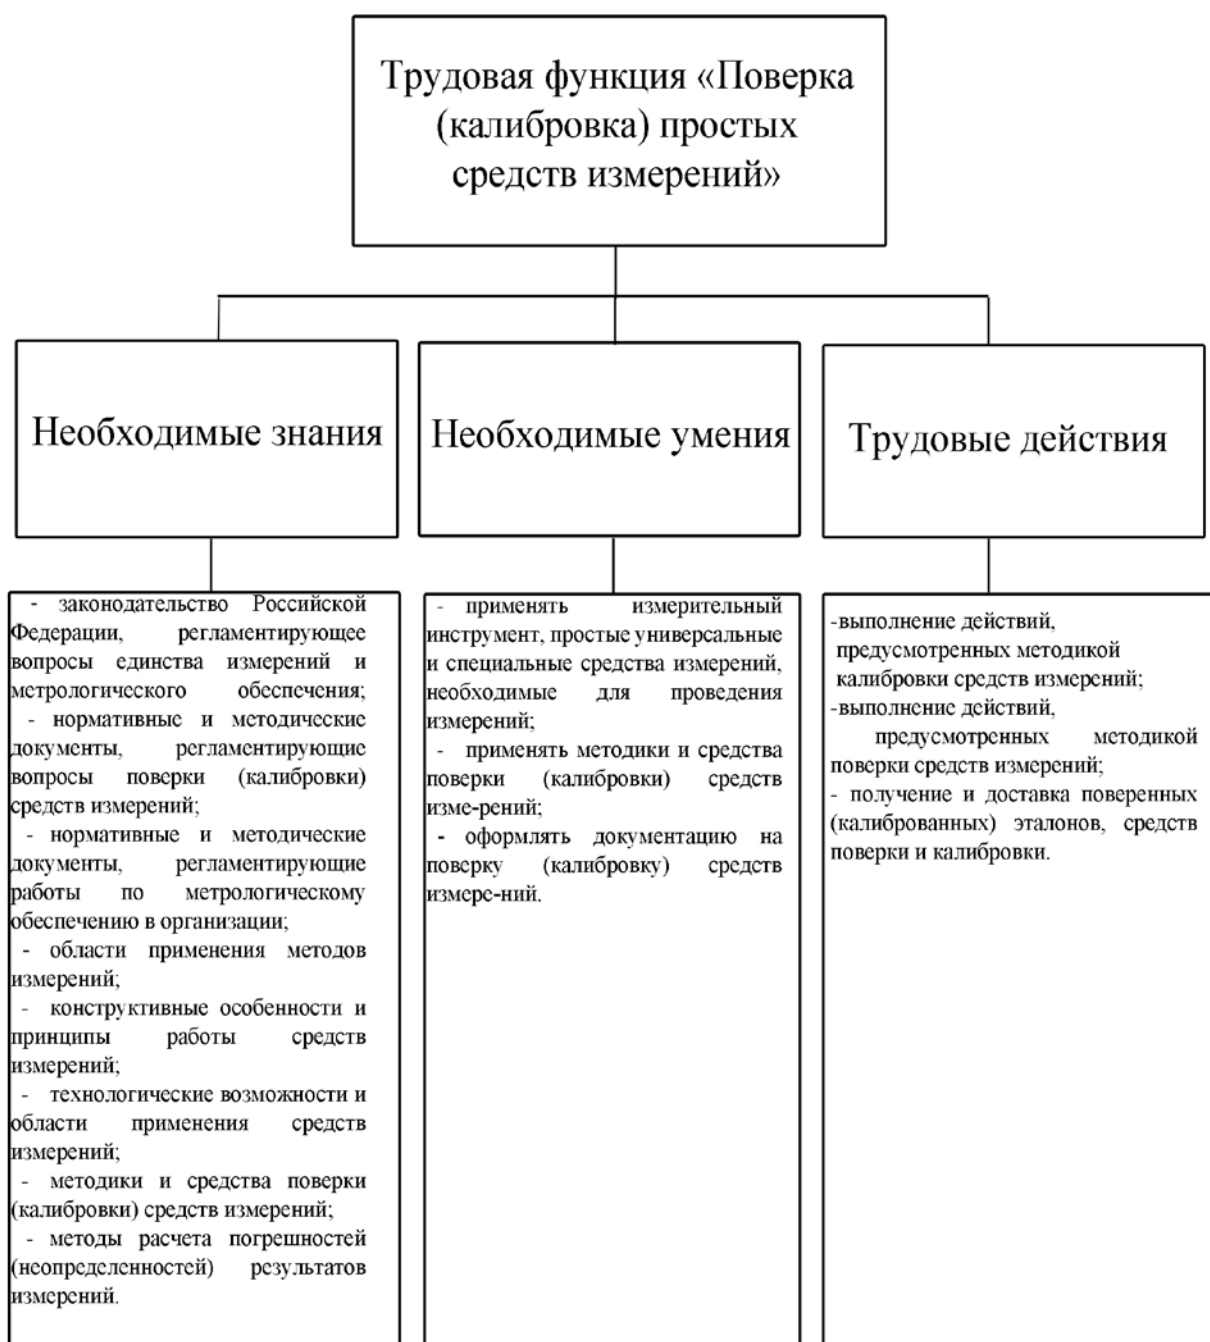 Трудовая функция «Поверка
(калибровка) простых
средств измерений»
Необходимые знания
Необходимые умения
Трудовые действия
- законодательство Российской
Федерации, регламентирующее
вопросы единства измерений и
метрологического обеспечения;
- нормативные и методические
документы, регламентирующие
вопросы поверки (калибровки)
средств измерений;
- нормативные и методические
документы, регламентирующие
работы по метрологическому
обеспечению в организации;
- области применения методов
измерений;
- конструктивные особенности и
принципы работы средств
измерений;
- технологические возможности и
области применения средств
измерений;
- методики и средства поверки
(калибровки) средств измерений;
- методы расчета погрешностей
(неопределенностей) результатов
измерений.
- применять измерительный
инструмент, простые универсальные
и специальные средства измерений,
необходимые для проведения
измерений;
- применять методики и средства
поверки (калибровки) средств
изме-рений;
- оформлять документацию на
поверку (калибровку) средств
измере-ний.
-выполнение действий,
предусмотренных методикой
калибровки средств измерений;
-выполнение действий,
предусмотренных методикой
поверки средств измерений;
- получение и доставка поверенных
(калиброванных) эталонов, средств
поверки и калибровки.